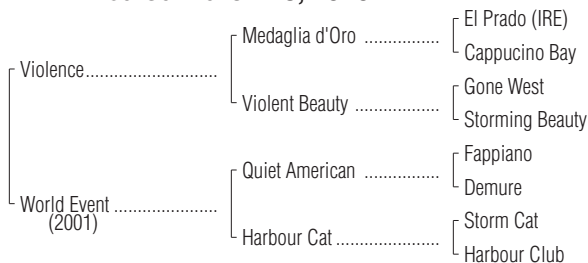 El Prado (IRE)
Medaglia d'Oro ..................
Cappucino Bay
Violence................................
Gone West
Violent Beauty ....................
Storming Beauty
Fappiano
Quiet American ..................
Demure
World Event .........................
(2001)
Storm Cat
Harbour Cat.........................
Harbour Club